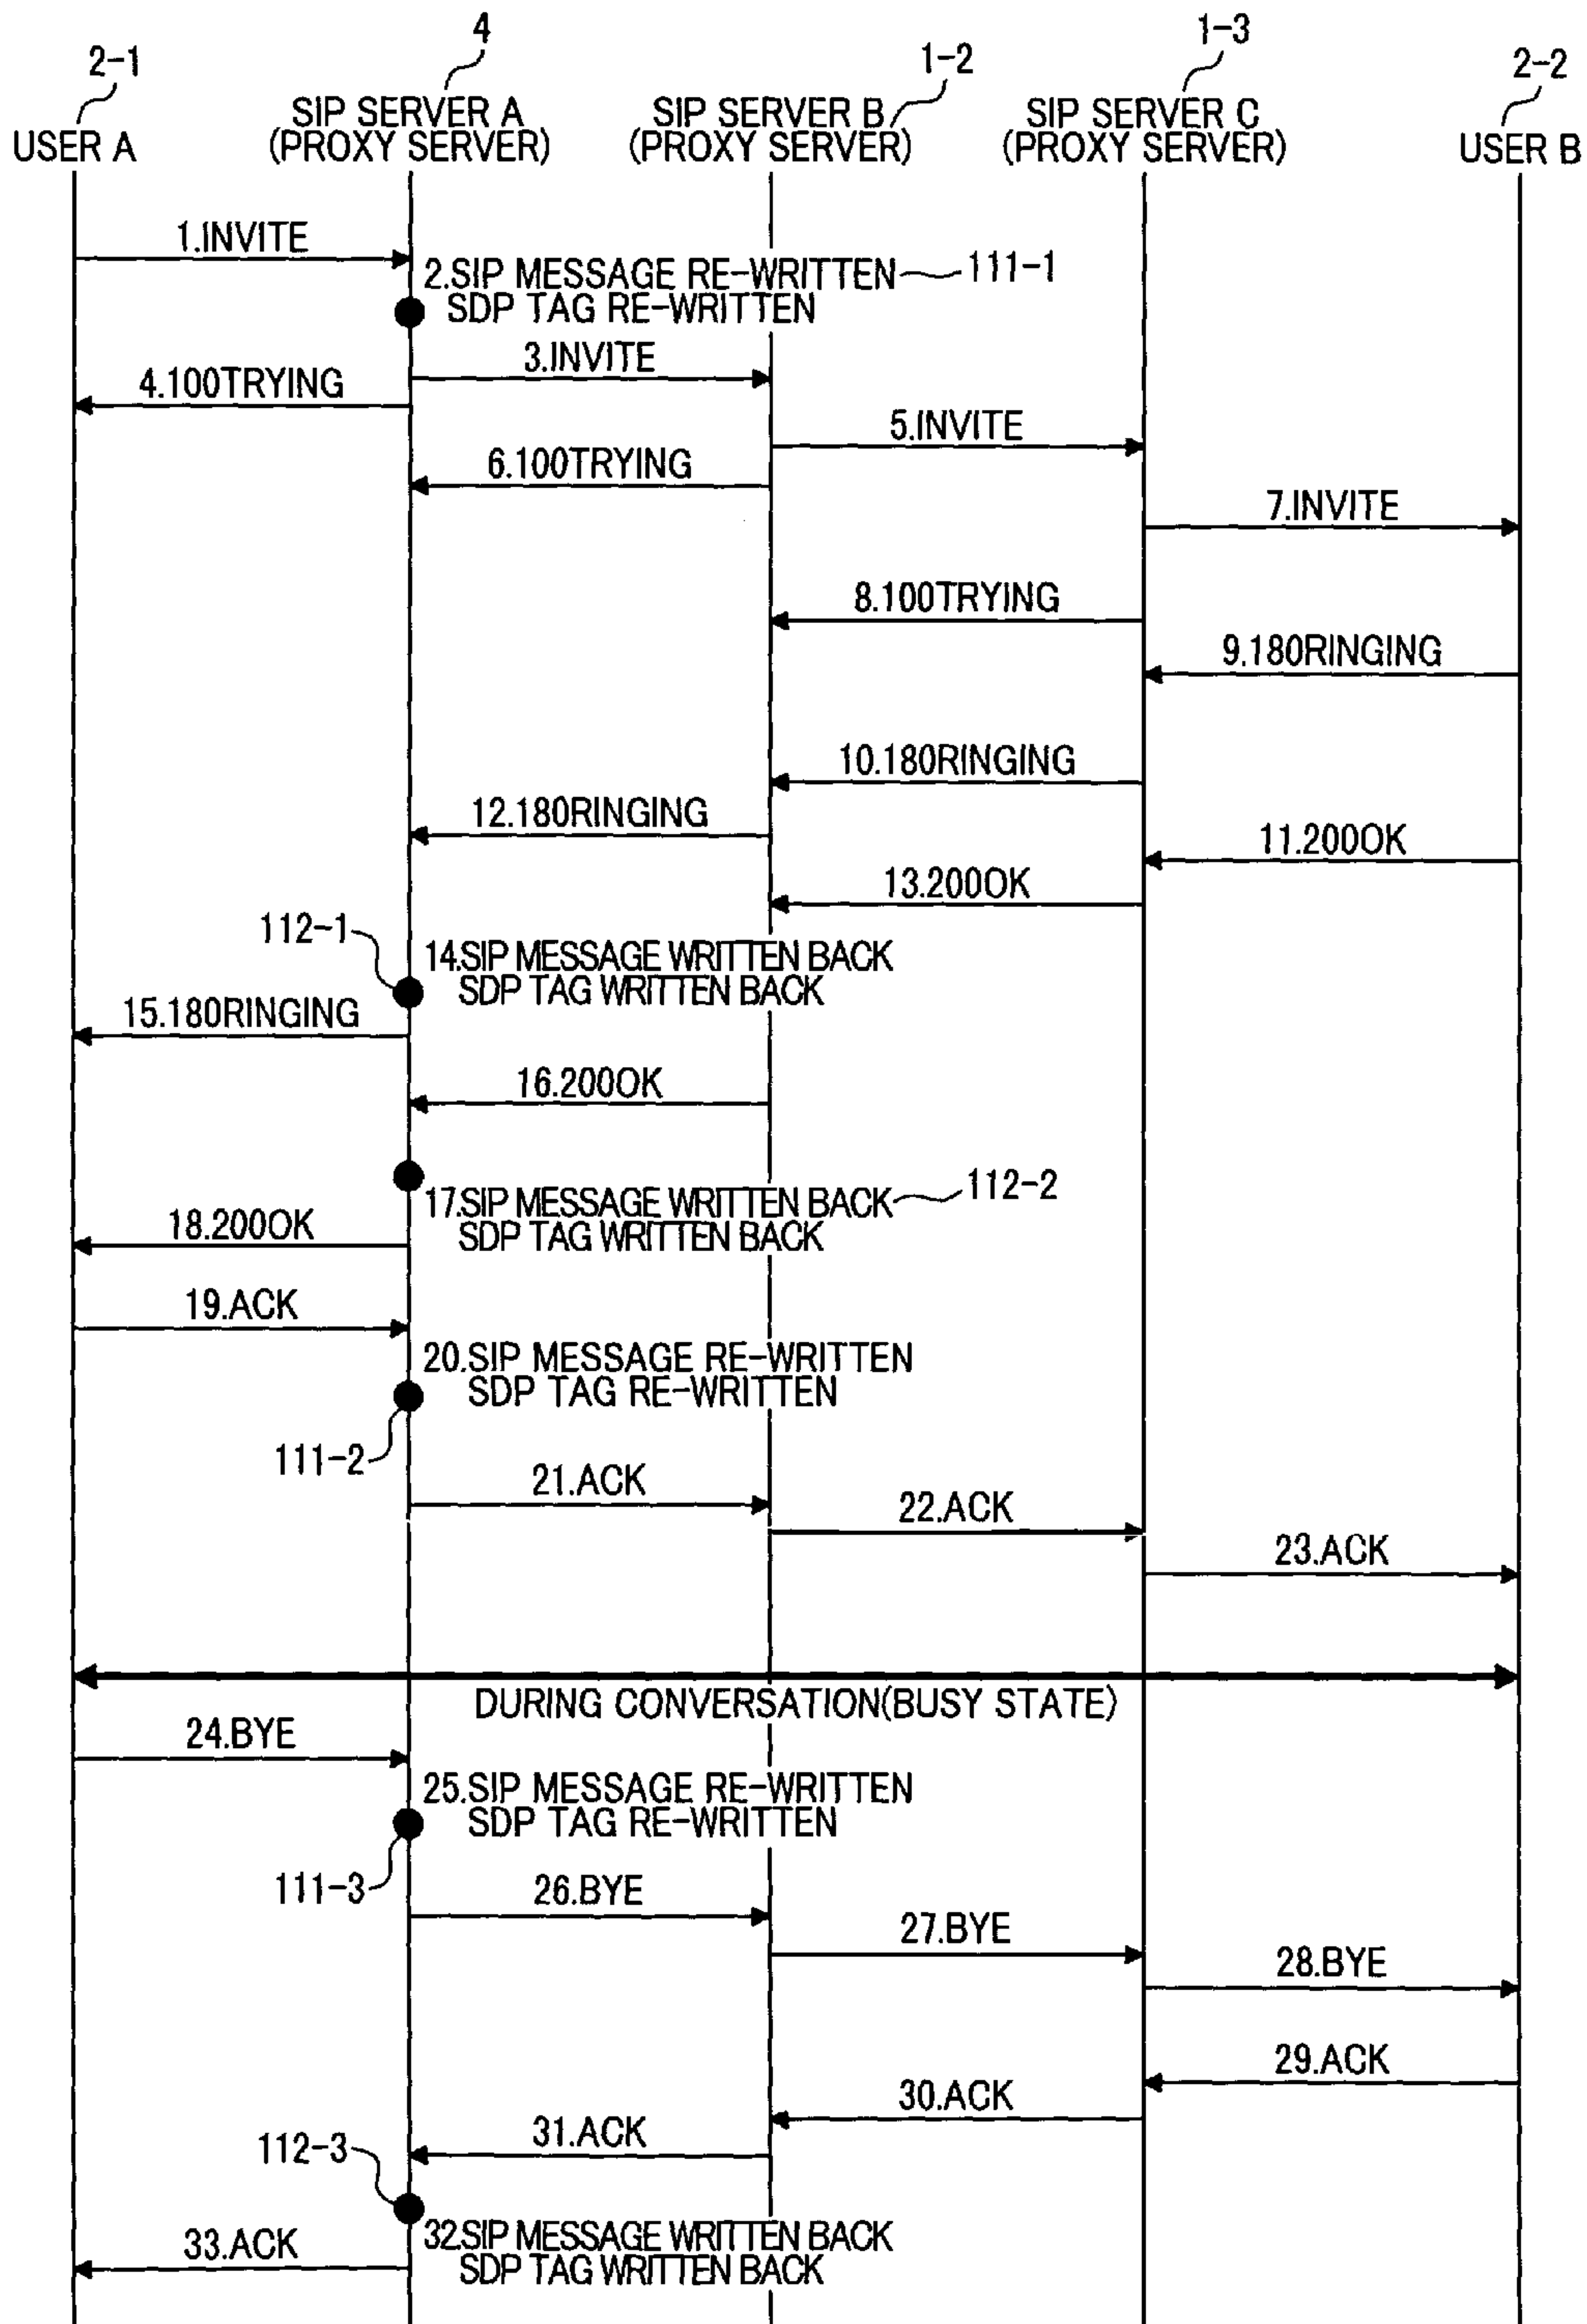 4
1-3
2-1
1-2
2-2
SIP SERVER A
SIP SERVER B
SIP SERVER C
USER A
(PROXY SERVER)
(PROXY SERVER)
(PROXY SERVER)
USER B
1.INVITE
2.SIP MESSAGE RE-WRITTEN
111-1
SDP TAG RE-WRITTEN
3.INVITE
4.100TRYING
5.INVITE
6.100TRYING
7.INVITE
8.100TRYING
9.180RINGING
10.180RINGING
12.180RINGING
11.200OK
13.200OK
112-1
14.SIP MESSAGE WRITTEN BACK
SDP TAG WRITTEN BACK
15.180RINGING
16.200OK
17.SIP MESSAGE WRITTEN BACK
112-2
SDP TAG WRITTEN BACK
18.200OK
19.ACK
20.SIP MESSAGE RE-WRITTEN
SDP TAG RE-WRITTEN
111-2
21.ACK
22.ACK
23.ACK
DURING CONVERSATION(BUSY STATE)
24.BYE
25.SIP MESSAGE RE-WRITTEN
SDP TAG RE-WRITTEN
111-3
26.BYE
27.BYE
28.BYE
29.ACK
30.ACK
31.ACK
112-3
32.SIP MESSAGE WRITTEN BACK
SDP TAG WRITTEN BACK
33.ACK